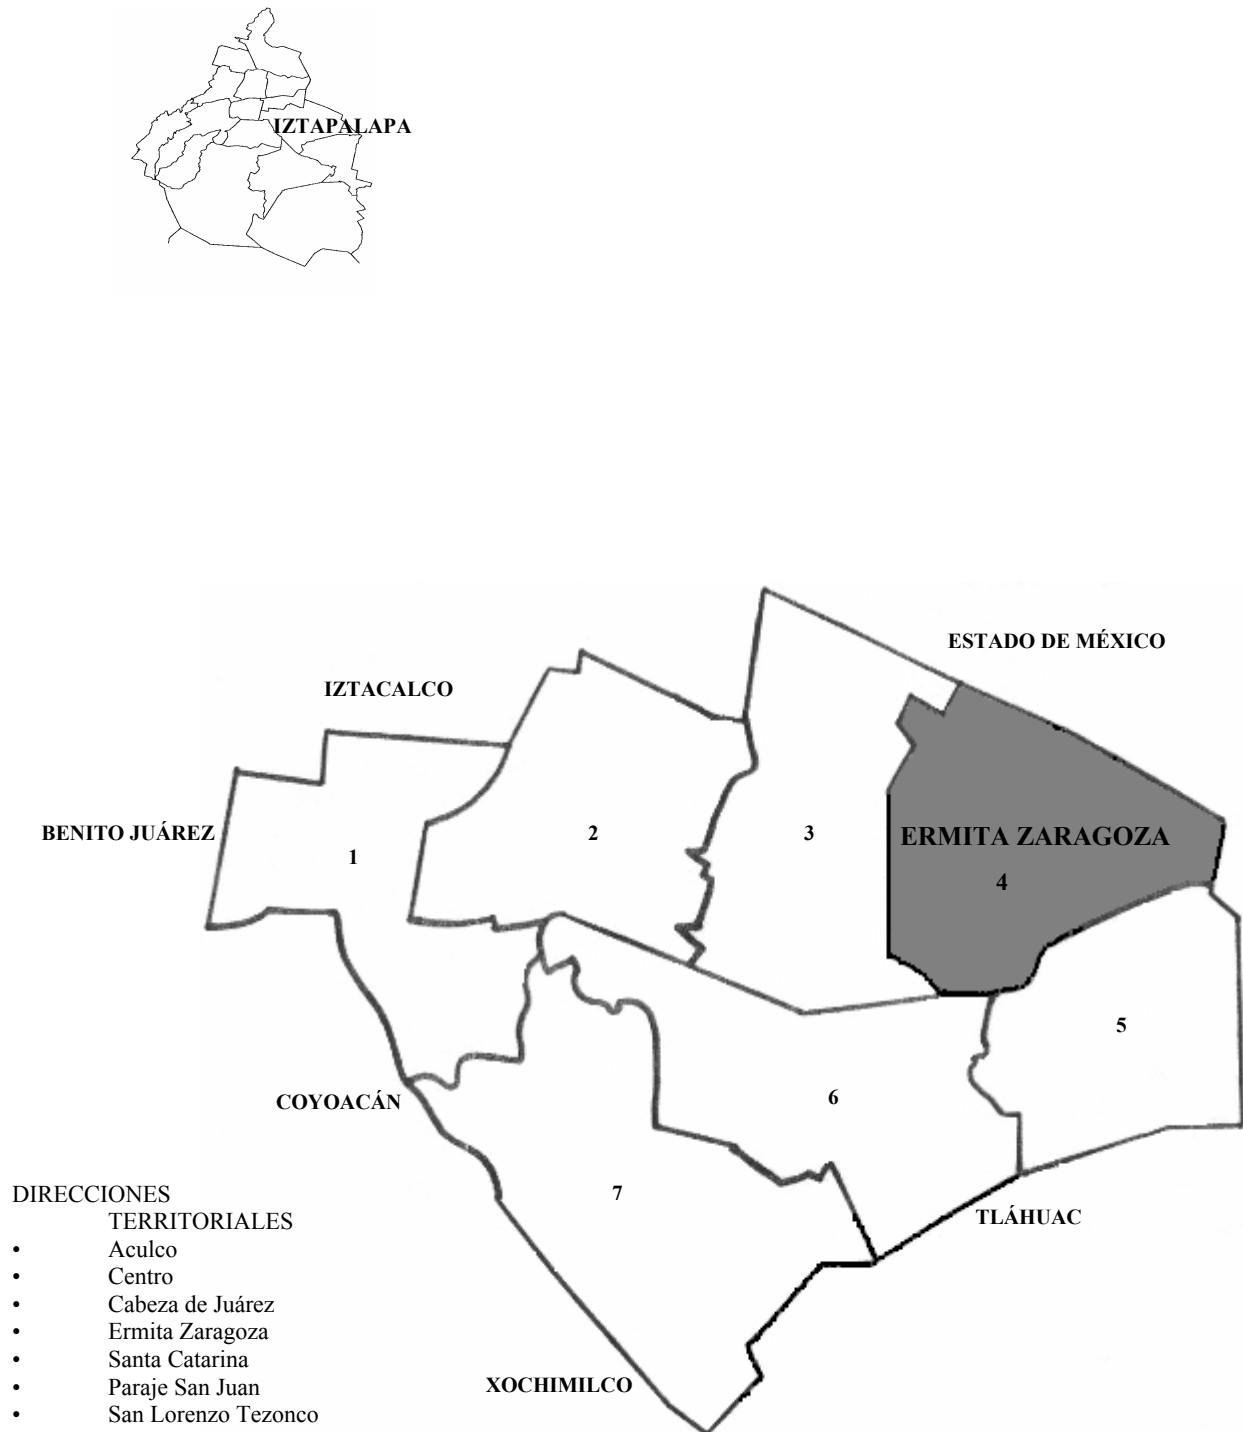 IZTAPALAPA
ESTADO DE MÉXICO
IZTACALCO
BENITO JUÁREZ
1
2
3
ERMITA ZARAGOZA
4
5
COYOACÁN
6
7
TLÁHUAC
XOCHIMILCO
DIRECCIONES
TERRITORIALES
• Aculco
• Centro
• Cabeza de Juárez
• Ermita Zaragoza
• Santa Catarina
• Paraje San Juan
• San Lorenzo Tezonco